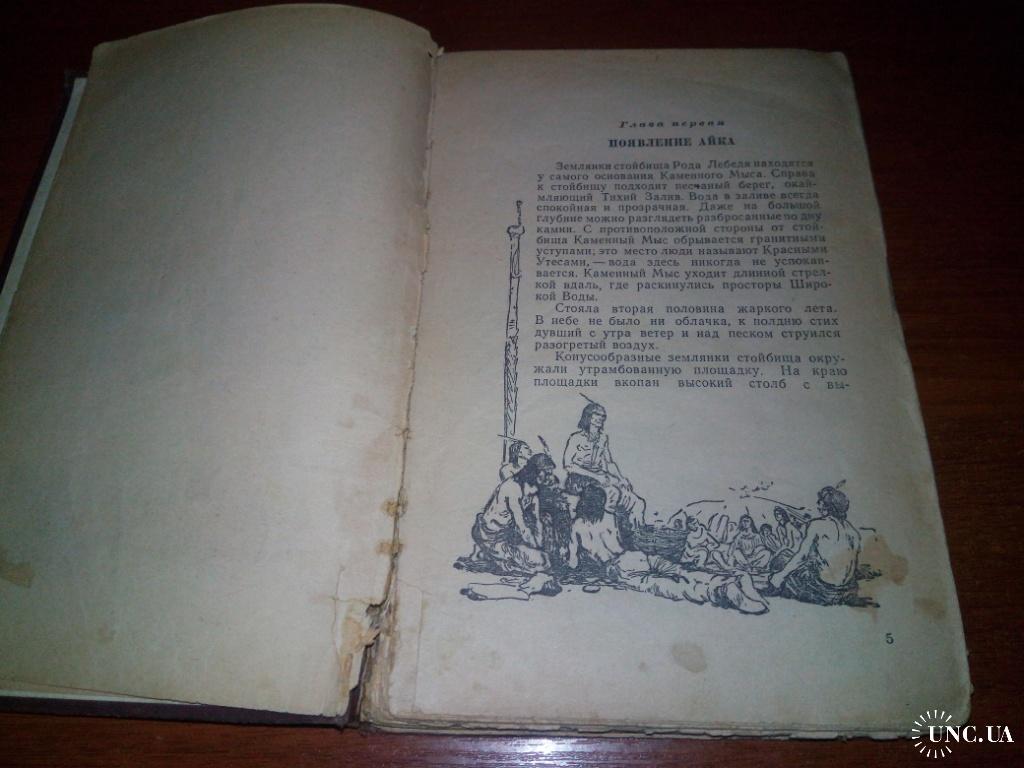 Глава первая
ПОЯВЛЕНИЕ АЙКА
Землянки стойбища Рода Лебедя находятся
у самого основания Каменного Мыса. Справа
к стойбищу подходит песчаный берег, окай-
мляющий Тихий Залив. Вода в заливе всегда
спокойная и прозрачная. Даже на большой
глубине можно разглядеть разбросанные по дну
камни. С противоположной стороны от стой-
бища Каменный Мыс обрывается гранитными
уступами; это место люди называют Красными
Утесами, — вода здесь никогда не успокаи-
вается. Каменный Мыс уходит длинной стрел-
кой вдаль, где раскинулись просторы Широ-
кой Воды.
Стояла вторая половина жаркого лета.
В небе не было ни облачка, к полдню стих
дувший с утра ветер и над песком струился
разогретый воздух.
Конусообразные землянки стойбища окру-
жали утрамбованную площадку. На краю
площадки вкопан высокий столб с вы-
5
UNC.UA